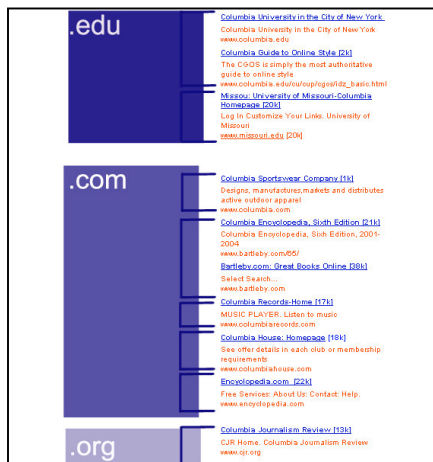 .edu
Columbia University in the City of New York
Columbia University in the City of New York
www.columbia.edu
Columbia Guide to Online Style [2k]
The CGOS is simply the most authoritative
guide to online style
www.columbia.edu/cu/cup/cgos/idz_basic.html
Missou: University of Missouri-Columbia
Homepage [20k]
Log In Customize Your Links. University of
Missouri
www.missouri.edu [20k]
.com
Columbia Sportswear Company [1k]
Designs, manufactures,markets and distributes
active outdoor apparel
www.columbia.com
Columbia Encyolopedia, Sixth Edition [21k]
Columbia Encyclopedia, Sixh Edition, 2001-
2004
www.bartleby.com/65/
Bartleby.com: Great Books Online [38k]
Select Search...
www.bartleby.com
Columbia Records-Home [17k]
MUSIC PLAYER. Listen to music
www.columbiarecords.com
Columbia House: Homepage [18k]
See offer details in each club or membership
requirements
www.columbiahouse.com
Encyolopedia.com [22k]
Free Services: About Us: Contact: Help.
www.encyclopedia.com
.org
Columbia Journalism Review [13k]
CJR Home. Columbia Journalism Review
www.cjr.org